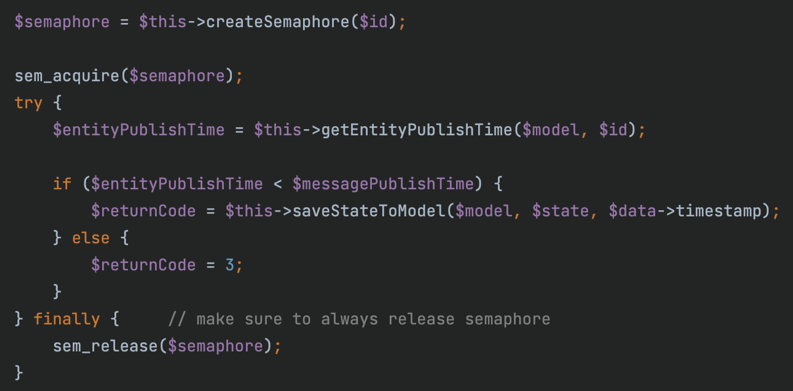 $semaphore = $this->createSemaphore($id);

sem_acquire($semaphore);
try {
    $entityPublishTime = $this->getEntityPublishTime($model, $id);

    if ($entityPublishTime < $messagePublishTime) {
        $returnCode = $this->saveStateToModel($model, $state, $data->timestamp);
    } else {
        $returnCode = 3;
    }
} finally {     // make sure to always release semaphore
    sem_release($semaphore);
}